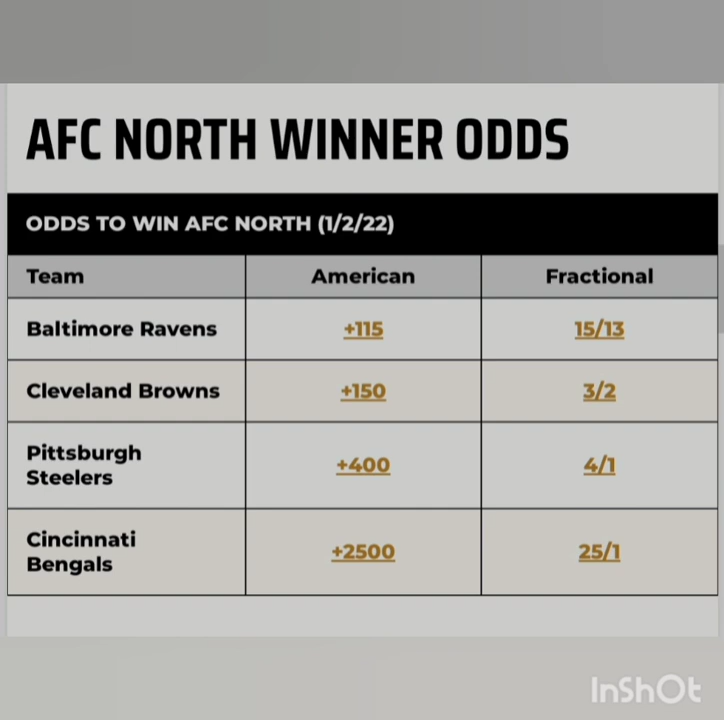 AFC NORTH WINNER ODDS
ODDS TO WIN AFC NORTH (1/2/22)
Team American Fractional
Baltimore Ravens +115 15/13
Cleveland Browns +150 3/2
Pittsburgh
Steelers +400 4/1
Cincinnati
Bengals +2500 25/1
InShOt